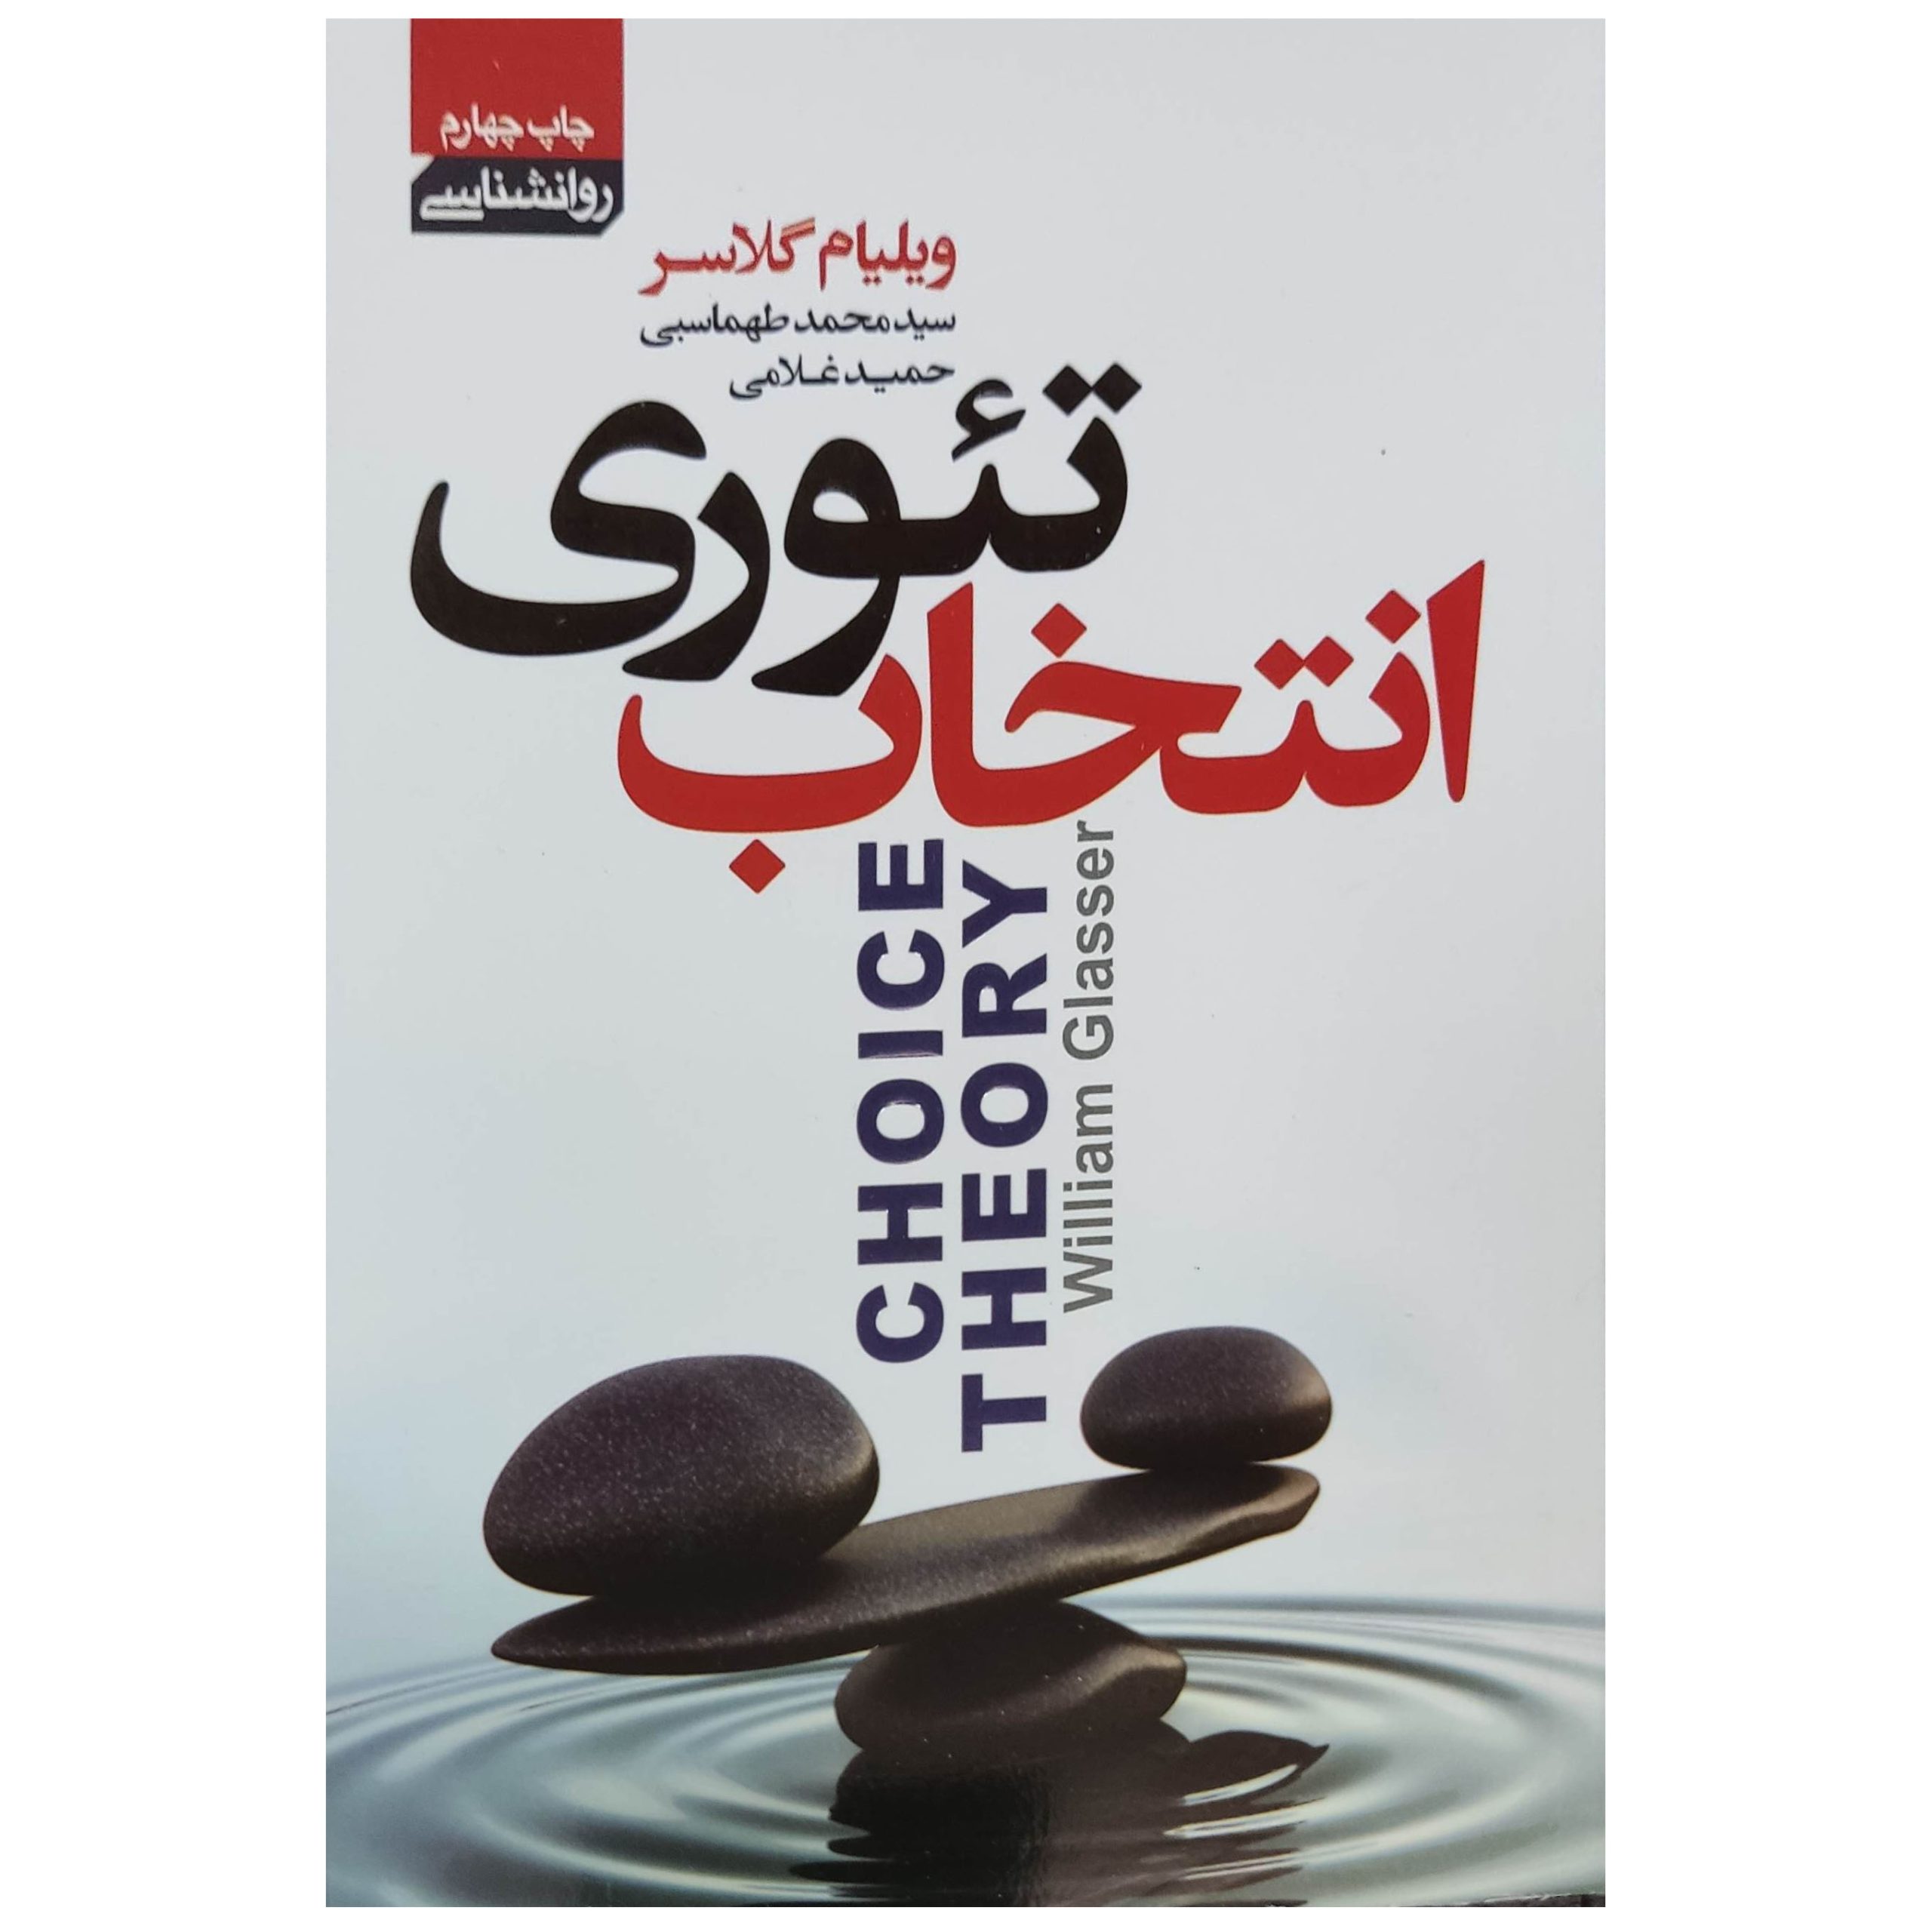 چاپ چهارم
روانشناسی
ویلیام گلاسر
سید محمد طهماسبی
حمید غلامی
تئوری
انتخاب
CHOICE
THEORY
William Glasser